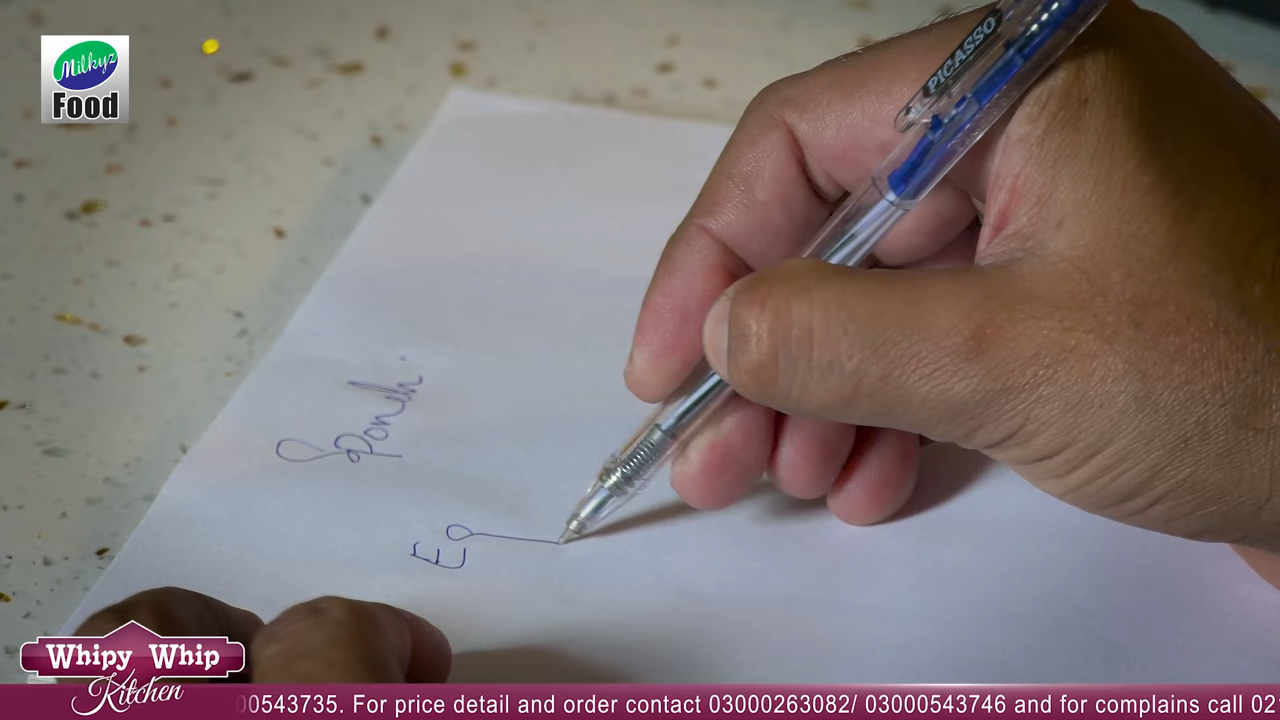 Milkyz
Food
PICASSO
Whipy Whip
Kitchen
00543735. For price detail and order contact 03000263082/ 03000543746 and for complains call 02